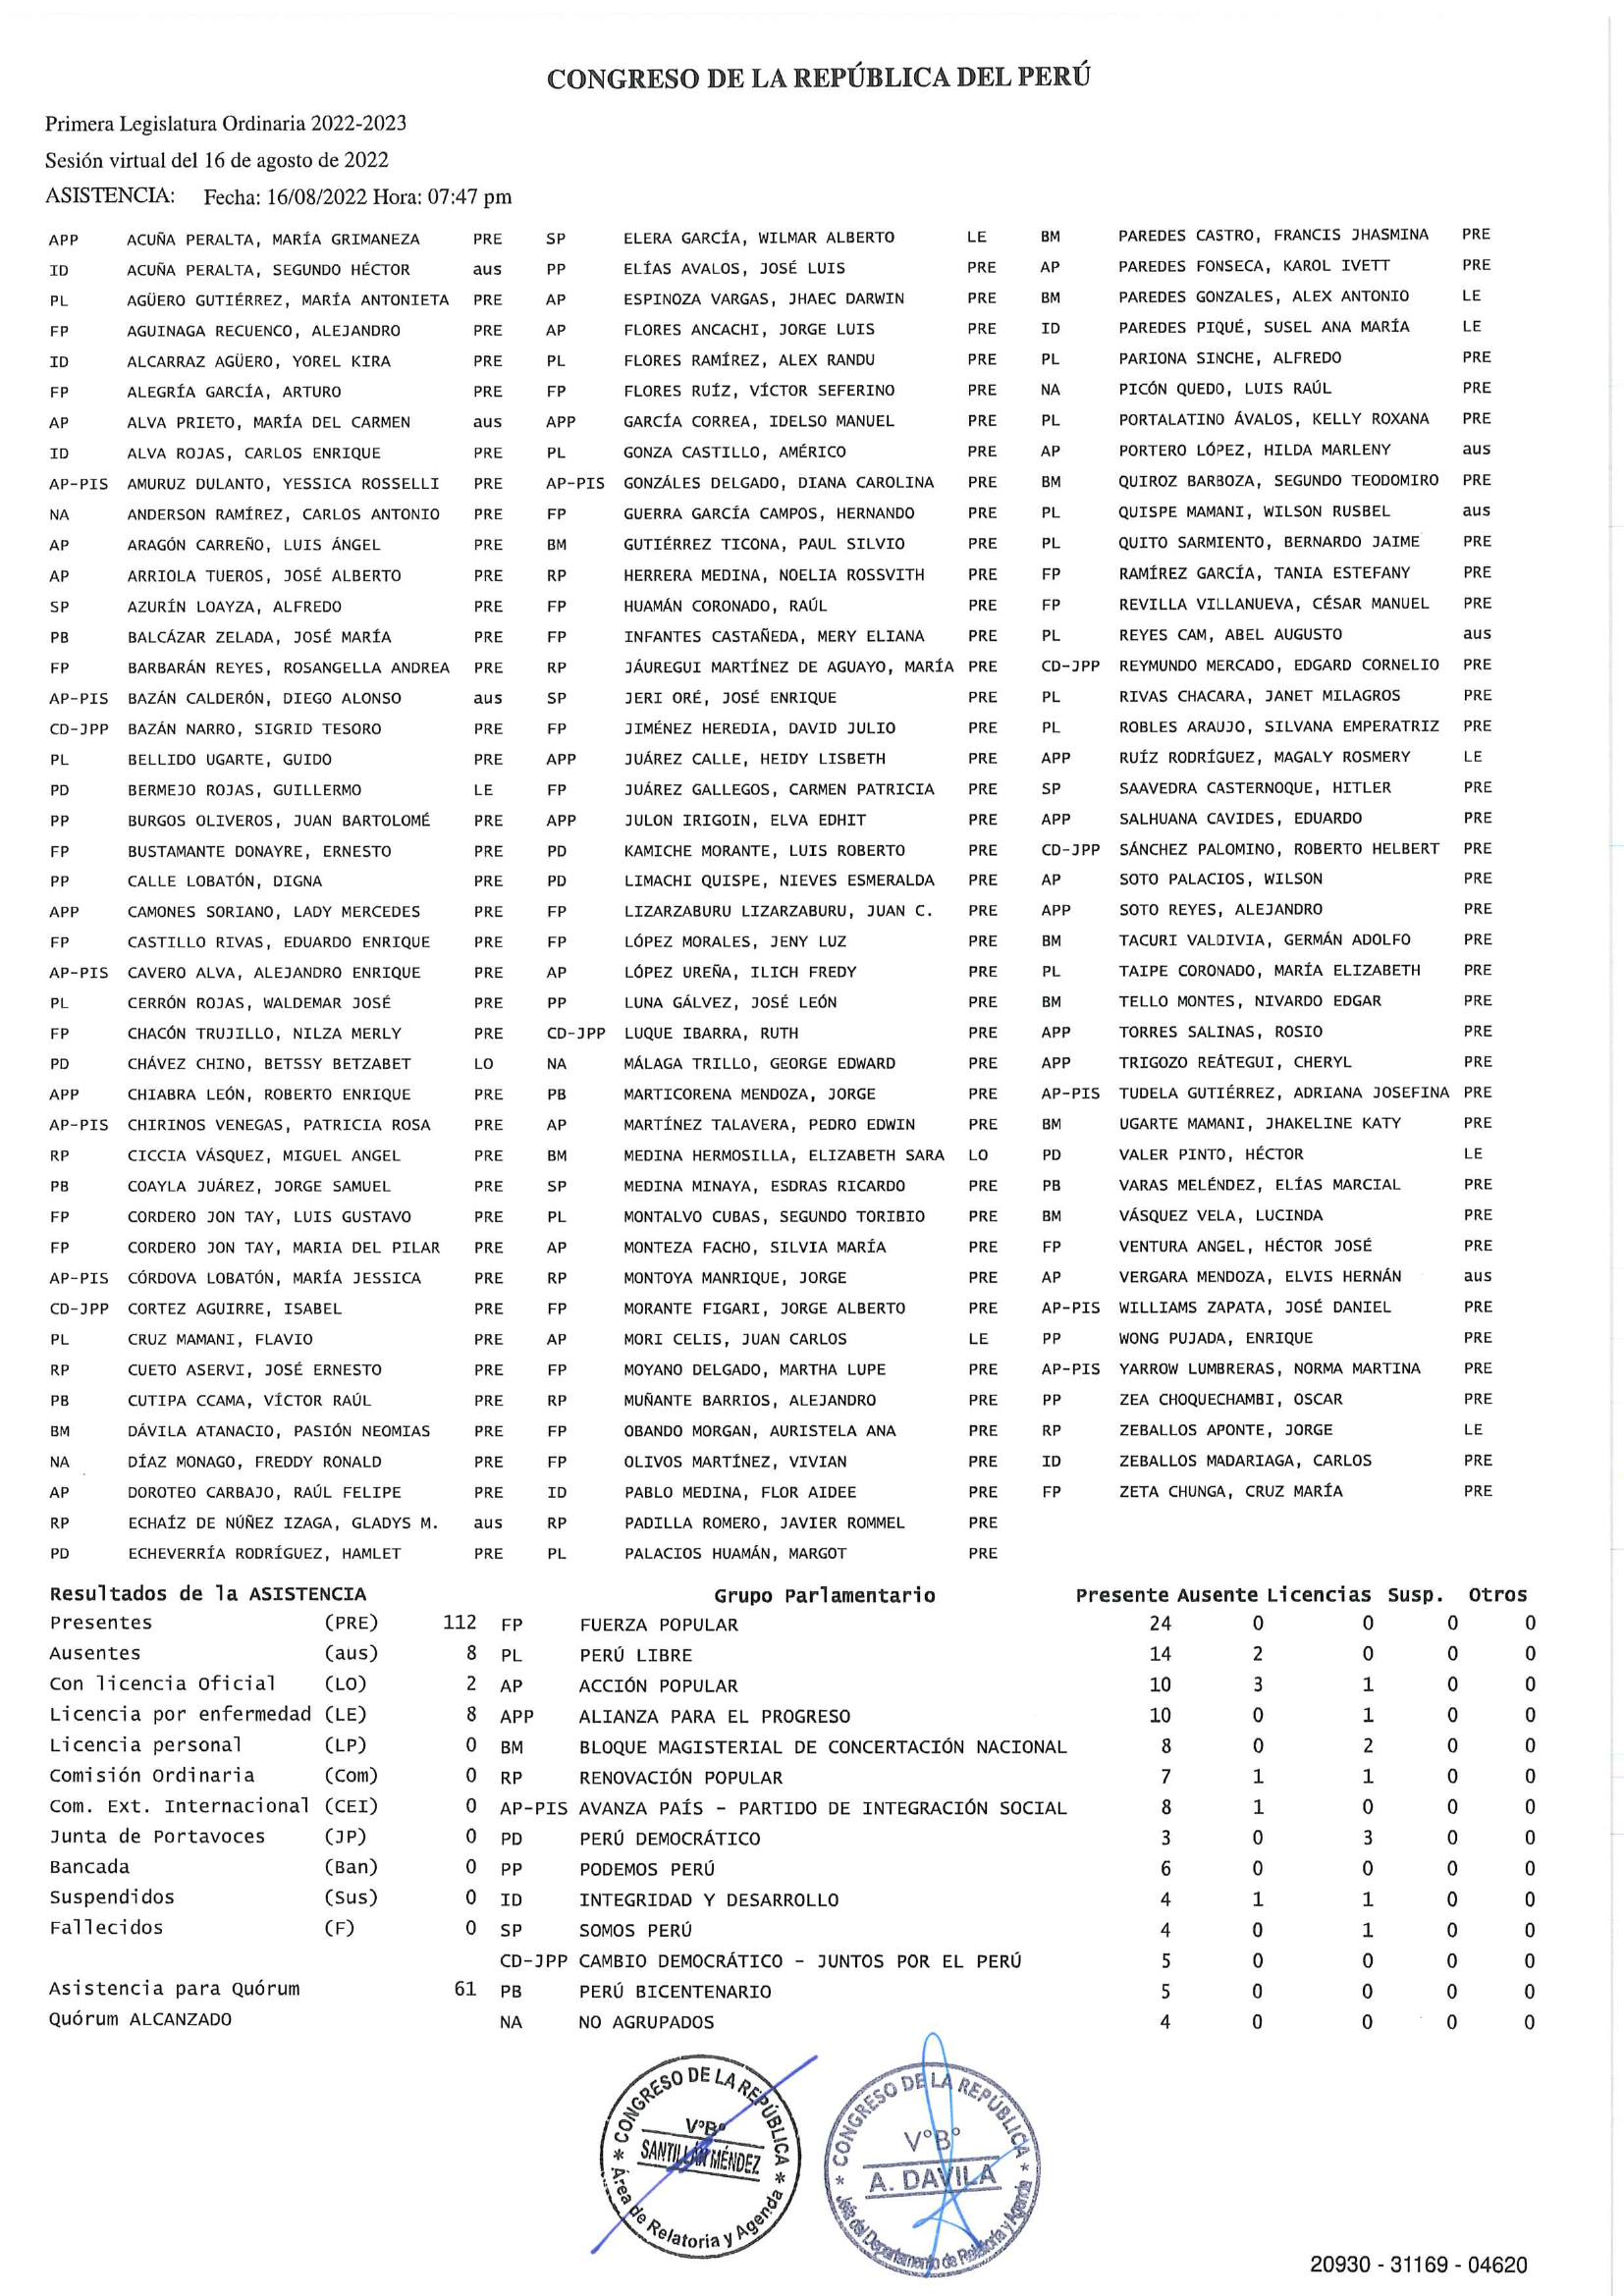 CONGRESO DE LA REPÚBLICA DEL PERÚ
Primera Legislatura Ordinaria 2022-2023
Sesión virtual del 16 de agosto de 2022
ASISTENCIA: Fecha: 16/08/2022 Hora: 07:47 pm
APP ACUÑA PERALTA, MARÍA GRIMANEZA PRE SP ELERA GARCÍA, WILMAR ALBERTO LE BM PAREDES CASTRO, FRANCIS JHASMINA PRE
ID ACUÑA PERALTA, SEGUNDO HÉCTOR aus PP ELÍAS AVALOS, JOSÉ LUIS PRE AP PAREDES FONSECA, KAROL IVETT PRE
PL AGÜERO GUTIÉRREZ, MARÍA ANTONIETA PRE AP ESPINOZA VARGAS, JHAEC DARWIN PRE BM PAREDES GONZALES, ALEX ANTONIO LE
FP AGUINAGA RECUENCO, ALEJANDRO PRE AP FLORES ANCACHI, JORGE LUIS PRE ID PAREDES PIQUÉ, SUSEL ANA MARÍA LE
ID ALCARRAZ AGÜERO, YOREL KIRA PRE PL FLORES RAMÍREZ, ALEX RANDU PRE PL PARIONA SINCHE, ALFREDO PRE
FP ALEGRÍA GARCÍA, ARTURO PRE FP FLORES RUÍZ, VÍCTOR SEFERINO PRE NA PICÓN QUEDO, LUIS RAÚL PRE
AP ALVA PRIETO, MARÍA DEL CARMEN aus APP GARCÍA CORREA, IDELSO MANUEL PRE PL PORTALATINO ÁVALOS, KELLY ROXANA PRE
ID ALVA ROJAS, CARLOS ENRIQUE PRE PL GONZA CASTILLO, AMÉRICO PRE AP PORTERO LÓPEZ, HILDA MARLENY aus
AP-PIS AMURUZ DULANTO, YESSICA ROSSELLI PRE AP-PIS GONZÁLES DELGADO, DIANA CAROLINA PRE BM QUIROZ BARBOZA, SEGUNDO TEODOMIRO PRE
NA ANDERSON RAMÍREZ, CARLOS ANTONIO PRE FP GUERRA GARCÍA CAMPOS, HERNANDO PRE PL QUISPE MAMANI, WILSON RUSBEL aus
AP ARAGÓN CARREÑO, LUIS ÁNGEL PRE BM GUTIÉRREZ TICONA, PAUL SILVIO PRE PL QUITO SARMIENTO, BERNARDO JAIME PRE
AP ARRIOLA TUEROS, JOSÉ ALBERTO PRE RP HERRERA MEDINA, NOELIA ROSSVITH PRE FP RAMÍREZ GARCÍA, TANIA ESTEFANY PRE
SP AZURÍN LOAYZA, ALFREDO PRE FP HUAMÁN CORONADO, RAÚL PRE FP REVILLA VILLANUEVA, CÉSAR MANUEL PRE
PB BALCÁZAR ZELADA, JOSÉ MARÍA PRE FP INFANTES CASTAÑEDA, MERY ELIANA PRE PL REYES CAM, ABEL AUGUSTO aus
FP BARBARÁN REYES, ROSANGELLA ANDREA PRE RP JÁUREGUI MARTÍNEZ DE AGUAYO, MARÍA PRE CD-JPP REYMUNDO MERCADO, EDGARD CORNELIO PRE
AP-PIS BAZÁN CALDERÓN, DIEGO ALONSO aus SP JERI ORÉ, JOSÉ ENRIQUE PRE PL RIVAS CHACARA, JANET MILAGROS PRE
CD-JPP BAZÁN NARRO, SIGRID TESORO PRE FP JIMÉNEZ HEREDIA, DAVID JULIO PRE PL ROBLES ARAUJO, SILVANA EMPERATRIZ PRE
PL BELLIDO UGARTE, GUIDO PRE APP JUÁREZ CALLE, HEIDY LISBETH PRE APP RUÍZ RODRÍGUEZ, MAGALY ROSMERY LE
PD BERMEJO ROJAS, GUILLERMO LE FP JUÁREZ GALLEGOS, CARMEN PATRICIA PRE SP SAAVEDRA CASTERNOQUE, HITLER PRE
PP BURGOS OLIVEROS, JUAN BARTOLOMÉ PRE APP JULON IRIGOIN, ELVA EDHIT PRE APP SALHUANA CAVIDES, EDUARDO PRE
FP BUSTAMANTE DONAYRE, ERNESTO PRE PD KAMICHE MORANTE, LUIS ROBERTO PRE CD-JPP SÁNCHEZ PALOMINO, ROBERTO HELBERT PRE
PP CALLE LOBATÓN, DIGNA PRE PD LIMACHI QUISPE, NIEVES ESMERALDA PRE AP SOTO PALACIOS, WILSON PRE
APP CAMONES SORIANO, LADY MERCEDES PRE FP LIZARZABURU LIZARZABURU, JUAN C. PRE APP SOTO REYES, ALEJANDRO PRE
FP CASTILLO RIVAS, EDUARDO ENRIQUE PRE FP LÓPEZ MORALES, JENY LUZ PRE BM TACURI VALDIVIA, GERMÁN ADOLFO PRE
AP-PIS CAVERO ALVA, ALEJANDRO ENRIQUE PRE AP LÓPEZ UREÑA, ILICH FREDY PRE PL TAIPE CORONADO, MARÍA ELIZABETH PRE
PL CERRÓN ROJAS, WALDEMAR JOSÉ PRE PP LUNA GÁLVEZ, JOSÉ LEÓN PRE BM TELLO MONTES, NIVARDO EDGAR PRE
FP CHACÓN TRUJILLO, NILZA MERLY PRE CD-JPP LUQUE IBARRA, RUTH PRE APP TORRES SALINAS, ROSIO PRE
PD CHÁVEZ CHINO, BETSSY BETZABET LO NA MÁLAGA TRILLO, GEORGE EDWARD PRE APP TRIGOZO REÁTEGUI, CHERYL PRE
APP CHIABRA LEÓN, ROBERTO ENRIQUE PRE PB MARTICORENA MENDOZA, JORGE PRE AP-PIS TUDELA GUTIÉRREZ, ADRIANA JOSEFINA PRE
AP-PIS CHIRINOS VENEGAS, PATRICIA ROSA PRE AP MARTÍNEZ TALAVERA, PEDRO EDWIN PRE BM UGARTE MAMANI, JHAKELINE KATY PRE
RP CICCIA VÁSQUEZ, MIGUEL ANGEL PRE BM MEDINA HERMOSILLA, ELIZABETH SARA LO PD VALER PINTO, HÉCTOR LE
PB COAYLA JUÁREZ, JORGE SAMUEL PRE SP MEDINA MINAYA, ESDRAS RICARDO PRE PB VARAS MELÉNDEZ, ELÍAS MARCIAL PRE
FP CORDERO JON TAY, LUIS GUSTAVO PRE PL MONTALVO CUBAS, SEGUNDO TORIBIO PRE BM VÁSQUEZ VELA, LUCINDA PRE
FP CORDERO JON TAY, MARIA DEL PILAR PRE AP MONTEZA FACHO, SILVIA MARÍA PRE FP VENTURA ANGEL, HÉCTOR JOSÉ PRE
AP-PIS CÓRDOVA LOBATÓN, MARÍA JESSICA PRE RP MONTOYA MANRIQUE, JORGE PRE AP VERGARA MENDOZA, ELVIS HERNÁN aus
CD-JPP CORTEZ AGUIRRE, ISABEL PRE FP MORANTE FIGARI, JORGE ALBERTO PRE AP-PIS WILLIAMS ZAPATA, JOSÉ DANIEL PRE
PL CRUZ MAMANI, FLAVIO PRE AP MORI CELIS, JUAN CARLOS LE PP WONG PUJADA, ENRIQUE PRE
RP CUETO ASERVI, JOSÉ ERNESTO PRE FP MOYANO DELGADO, MARTHA LUPE PRE AP-PIS YARROW LUMBRERAS, NORMA MARTINA PRE
PB CUTIPA CCAMA, VÍCTOR RAÚL PRE RP MUÑANTE BARRIOS, ALEJANDRO PRE PP ZEA CHOQUECHAMBI, OSCAR PRE
BM DÁVILA ATANACIO, PASIÓN NEOMIAS PRE FP OBANDO MORGAN, AURISTELA ANA PRE RP ZEBALLOS APONTE, JORGE LE
NA DÍAZ MONAGO, FREDDY RONALD PRE FP OLIVOS MARTÍNEZ, VIVIAN PRE ID ZEBALLOS MADARIAGA, CARLOS PRE
AP DOROTEO CARBAJO, RAÚL FELIPE PRE ID PABLO MEDINA, FLOR AIDEE PRE FP ZETA CHUNGA, CRUZ MARÍA PRE
RP ECHAÍZ DE NÚÑEZ IZAGA, GLADYS M. aus RP PADILLA ROMERO, JAVIER ROMMEL PRE
PD ECHEVERRÍA RODRÍGUEZ, HAMLET PRE PL PALACIOS HUAMÁN, MARGOT PRE
Resultados de la ASISTENCIA Grupo Parlamentario Presente Ausente Licencias Susp. Otros
Presentes (PRE) 112 FP FUERZA POPULAR 24 0 0 0 0
Ausentes (aus) 8 PL PERÚ LIBRE 14 2 0 0 0
Con licencia Oficial (LO) 2 AP ACCIÓN POPULAR 10 3 1 0 0
Licencia por enfermedad (LE) 8 APP ALIANZA PARA EL PROGRESO 10 0 1 0 0
Licencia personal (LP) 0 BM BLOQUE MAGISTERIAL DE CONCERTACIÓN NACIONAL 8 0 2 0 0
Comisión Ordinaria (Com) 0 RP RENOVACIÓN POPULAR 7 1 1 0 0
Com. Ext. Internacional (CEI) 0 AP-PIS AVANZA PAÍS - PARTIDO DE INTEGRACIÓN SOCIAL 8 1 0 0 0
Junta de Portavoces (JP) 0 PD PERÚ DEMOCRÁTICO 3 0 3 0 0
Bancada (Ban) 0 PP PODEMOS PERÚ 6 0 0 0 0
Suspendidos (Sus) 0 ID INTEGRIDAD Y DESARROLLO 4 1 1 0 0
Fallecidos (F) 0 SP SOMOS PERÚ 4 0 1 0 0
CD-JPP CAMBIO DEMOCRÁTICO - JUNTOS POR EL PERÚ 5 0 0 0 0
Asistencia para Quórum 61 PB PERÚ BICENTENARIO 5 0 0 0 0
Quórum ALCANZADO NA NO AGRUPADOS 4 0 0 0 0
* CONGRESO DE LA REPÚBLICA *
V°B°
SANTILLÁN MÉNDEZ
Área de Relatoria y Agenda
* CONGRESO DE LA REPÚBLICA *
V°B°
A. DAVILA
Jefe del Departamento de Relatoria y Agenda
20930 - 31169 - 04620